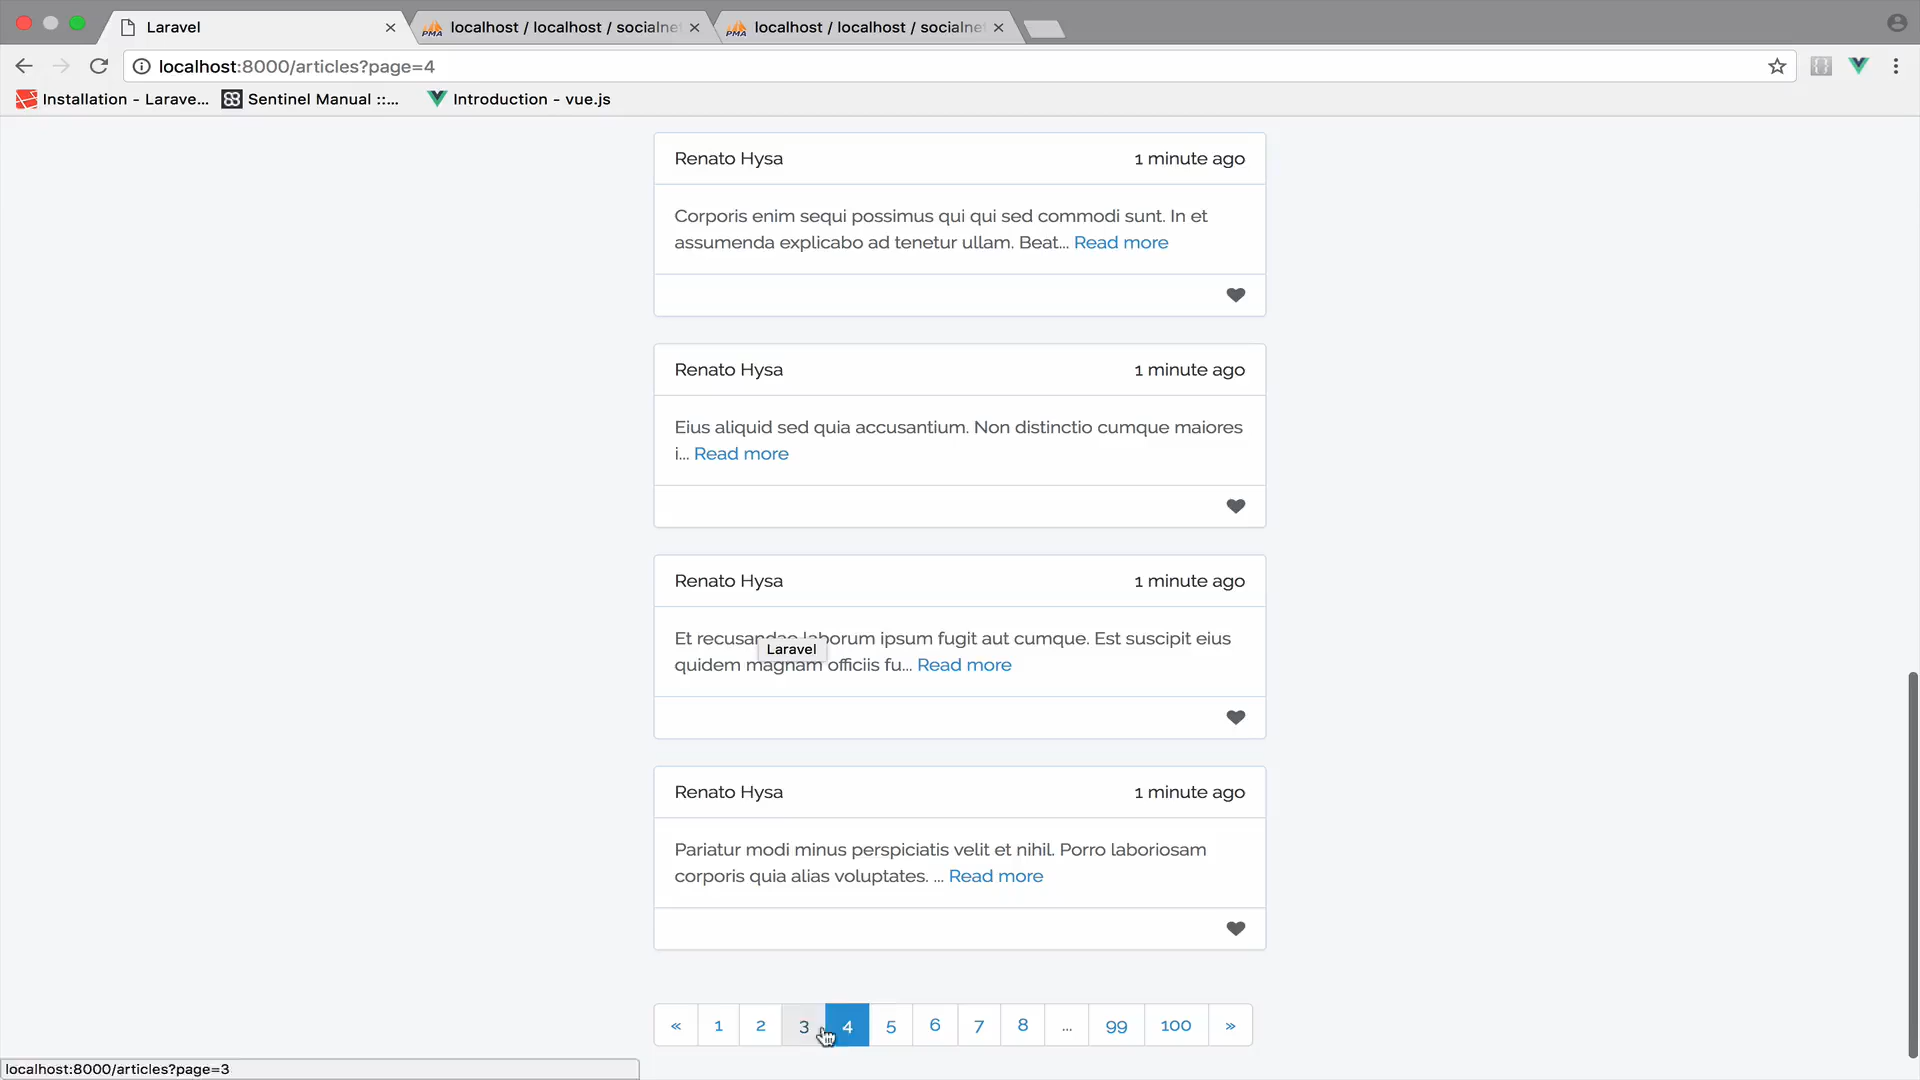 Laravel
localhost / localhost / socialne
localhost / localhost / socialne
localhost:8000/articles?page=4
Installation - Larave...
Sentinel Manual ::...
Introduction - vue.js
Renato Hysa
1 minute ago
Corporis enim sequi possimus qui qui sed commodi sunt. In et
assumenda explicabo ad tenetur ullam. Beat... Read more
Renato Hysa
1 minute ago
Eius aliquid sed quia accusantium. Non distinctio cumque maiores
i... Read more
Renato Hysa
1 minute ago
Et recusandae laborum ipsum fugit aut cumque. Est suscipit eius
Laravel
quidem magnam officiis fu... Read more
Renato Hysa
1 minute ago
Pariatur modi minus perspiciatis velit et nihil. Porro laboriosam
corporis quia alias voluptates. ... Read more
« 1 2 3 4 5 6 7 8 ... 99 100 »
localhost:8000/articles?page=3